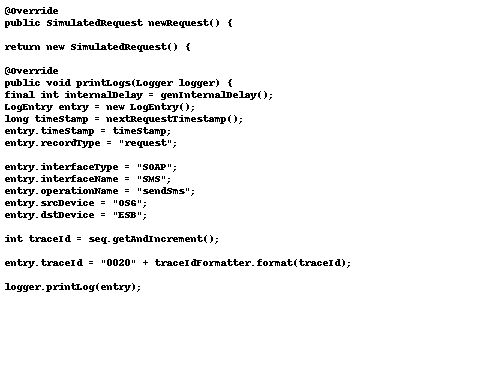 @Override
public SimulatedRequest newRequest() {
return new SimulatedRequest() {
@Override
public void printLogs(Logger logger) {
final int internalDelay = genInternalDelay();
LogEntry entry = new LogEntry();
long timeStamp = nextRequestTimestamp();
entry.timeStamp = timeStamp;
entry.recordType = "request";
entry.interfaceType = "SOAP";
entry.interfaceName = "SMS";
entry.operationName = "sendSms";
entry.srcDevice = "OSG";
entry.dstDevice = "ESB";
int traceId = seq.getAndIncrement();
entry.traceId = "0020" + traceIdFormatter.format(traceId);
logger.printLog(entry);